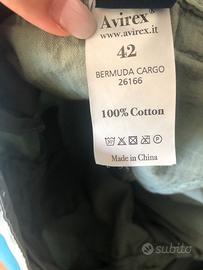 Avirex®
www.avirex.it
42
BERMUDA CARGO
26166
100% Cotton
Made in China
subito